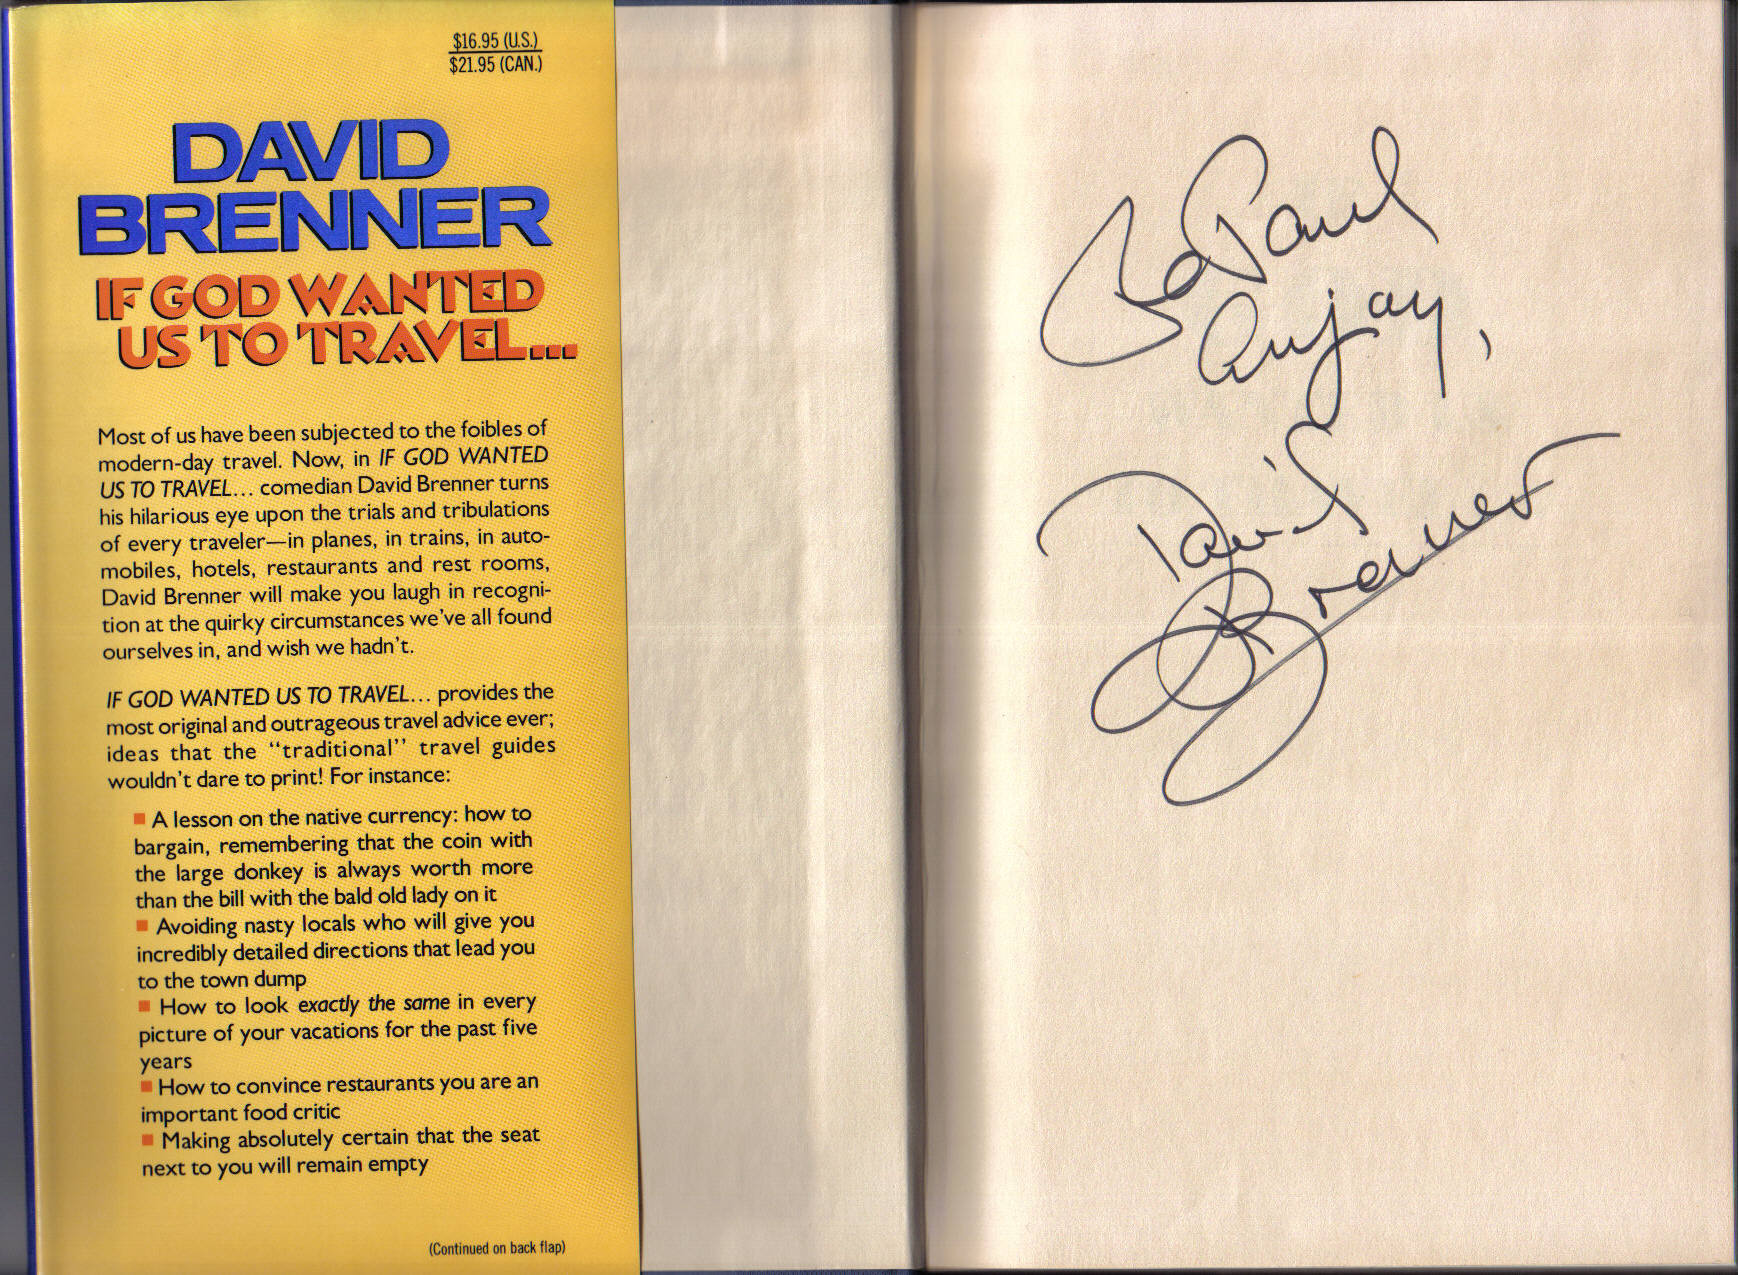 $16.95 (U.S.)
$21.95 (CAN.)
DAVID
BRENNER
IF GOD WANTED
US TO TRAVEL...
Most of us have been subjected to the foibles of
modern-day travel. Now, in IF GOD WANTED
US TO TRAVEL... comedian David Brenner turns
his hilarious eye upon the trials and tribulations
of every traveler—in planes, in trains, in auto-
mobiles, hotels, restaurants and rest rooms,
David Brenner will make you laugh in recogni-
tion at the quirky circumstances we've all found
ourselves in, and wish we hadn't.
IF GOD WANTED US TO TRAVEL... provides the
most original and outrageous travel advice ever;
ideas that the "traditional" travel guides
wouldn't dare to print! For instance:
■ A lesson on the native currency: how to
bargain, remembering that the coin with
the large donkey is always worth more
than the bill with the bald old lady on it
■ Avoiding nasty locals who will give you
incredibly detailed directions that lead you
to the town dump
■ How to look exactly the same in every
picture of your vacations for the past five
years
■ How to convince restaurants you are an
important food critic
■ Making absolutely certain that the seat
next to you will remain empty
(Continued on back flap)
To Paul
Enjoy,
David
Brenner